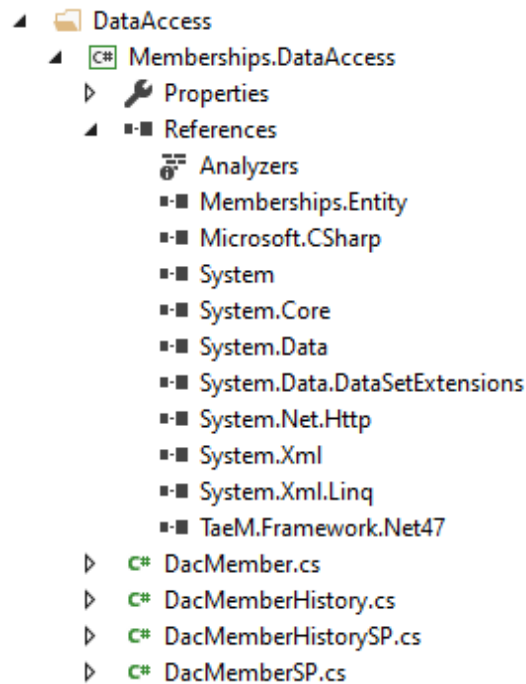 DataAccess
C# Memberships.DataAccess
Properties
References
Analyzers
Memberships.Entity
Microsoft.CSharp
System
System.Core
System.Data
System.Data.DataSetExtensions
System.Net.Http
System.Xml
System.Xml.Linq
TaeM.Framework.Net47
C# DacMember.cs
C# DacMemberHistory.cs
C# DacMemberHistorySP.cs
C# DacMemberSP.cs